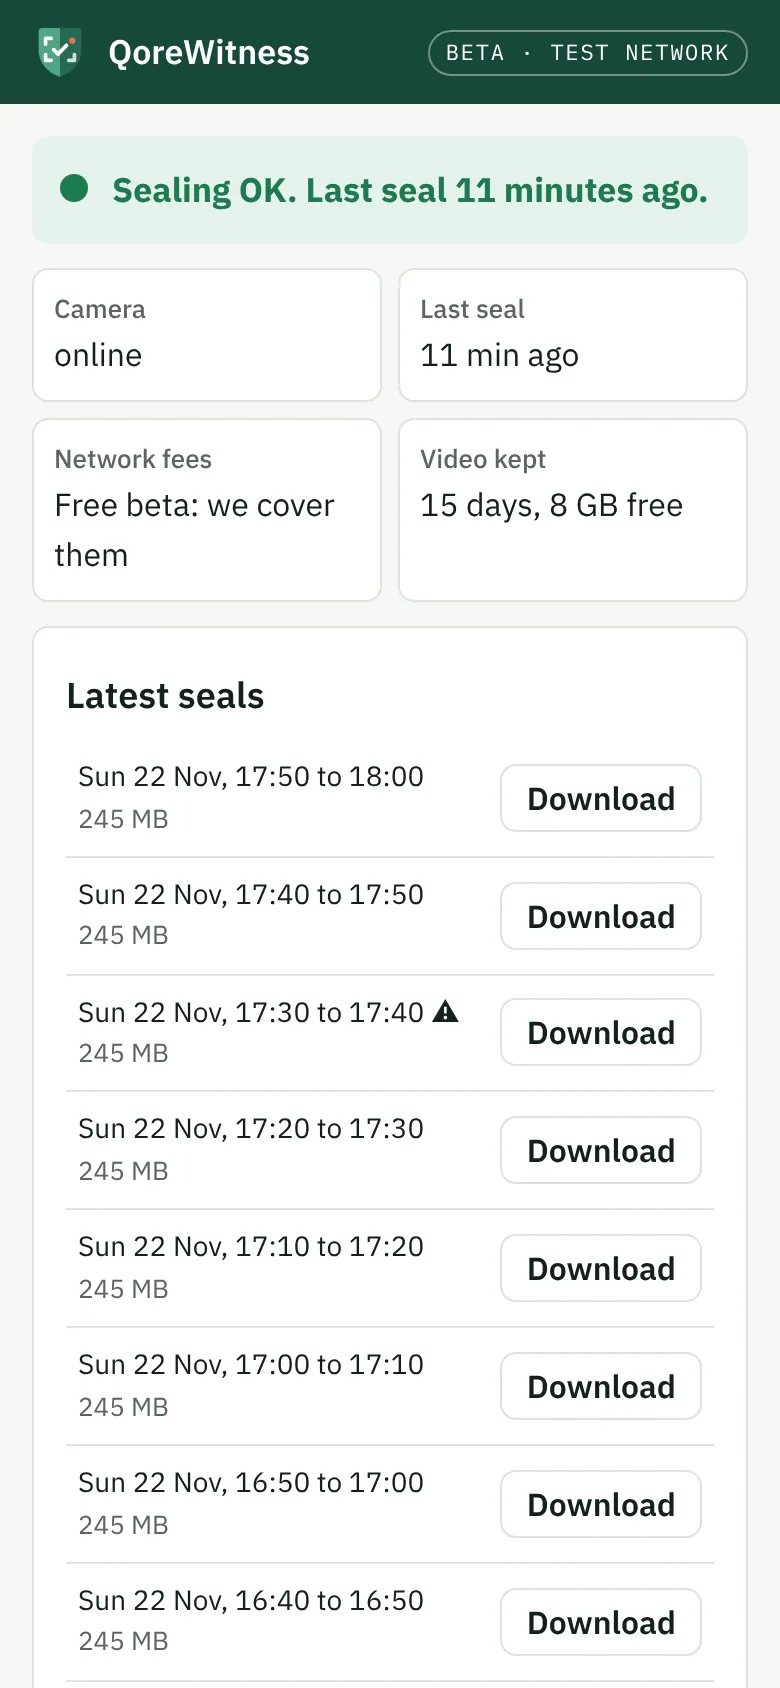 QoreWitness
BETA · TEST NETWORK
Sealing OK. Last seal 11 minutes ago.
Camera
online
Last seal
11 min ago
Network fees
Free beta: we cover
them
Video kept
15 days, 8 GB free
Latest seals
Sun 22 Nov, 17:50 to 18:00
245 MB
Download
Sun 22 Nov, 17:40 to 17:50
245 MB
Download
Sun 22 Nov, 17:30 to 17:40 ⚠
245 MB
Download
Sun 22 Nov, 17:20 to 17:30
245 MB
Download
Sun 22 Nov, 17:10 to 17:20
245 MB
Download
Sun 22 Nov, 17:00 to 17:10
245 MB
Download
Sun 22 Nov, 16:50 to 17:00
245 MB
Download
Sun 22 Nov, 16:40 to 16:50
245 MB
Download